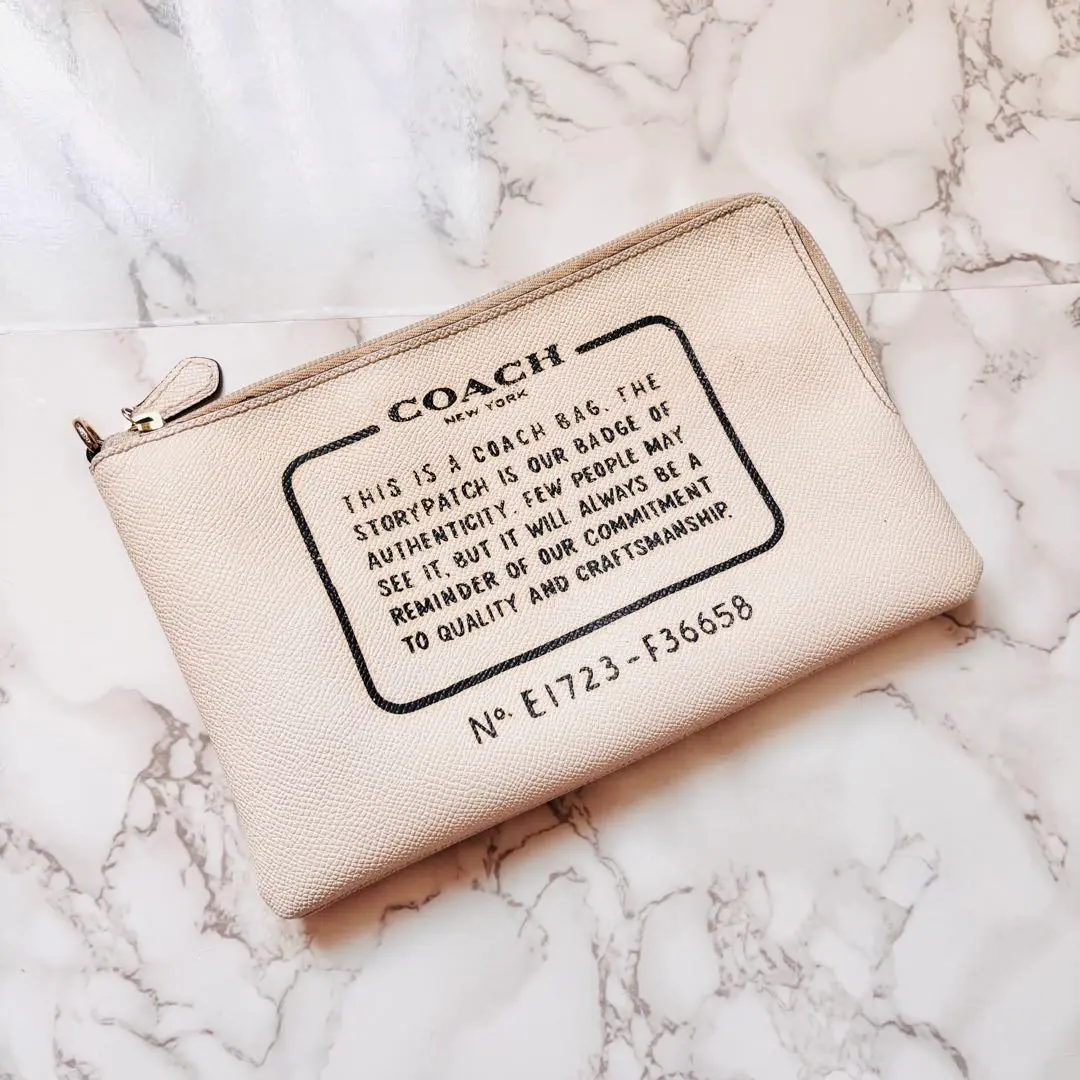 COACH
NEW YORK
THIS IS A COACH BAG. THE
STORYPATCH IS OUR BADGE OF
AUTHENTICITY. FEW PEOPLE MAY
SEE IT, BUT IT WILL ALWAYS BE A
REMINDER OF OUR COMMITMENT
TO QUALITY AND CRAFTSMANSHIP.
Nº. E1723-F36658